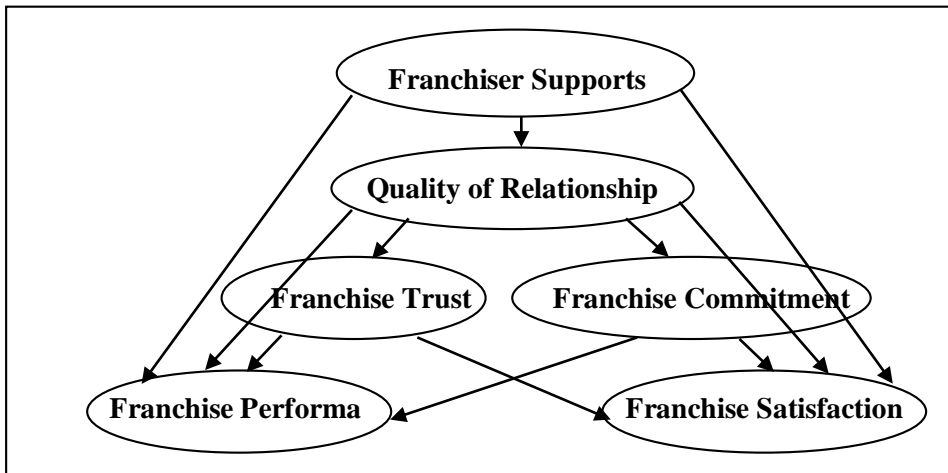 Franchiser Supports
Quality of Relationship
Franchise Trust
Franchise Commitment
Franchise Performa
Franchise Satisfaction